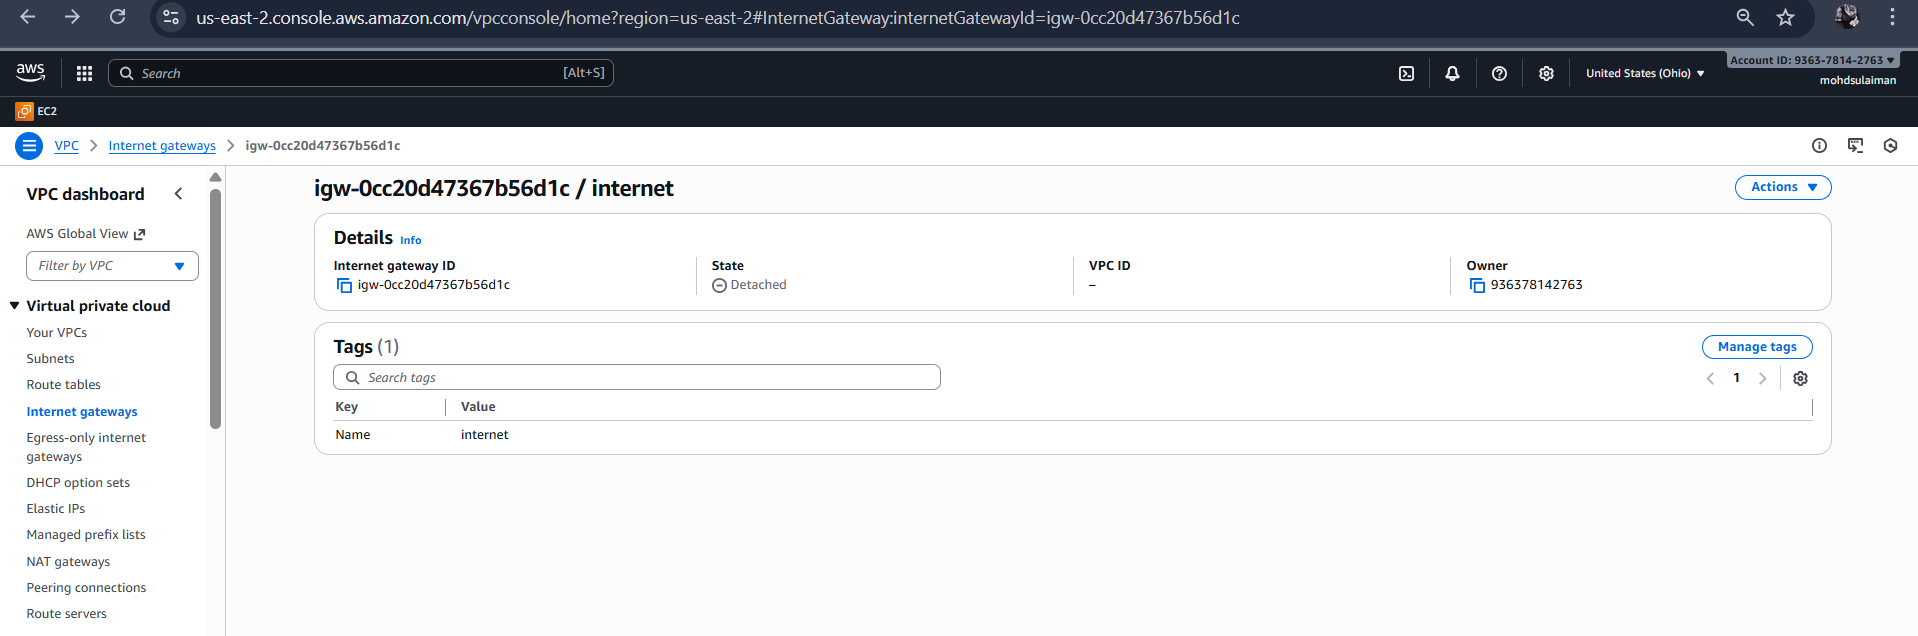 us-east-2.console.aws.amazon.com/vpcconsole/home?region=us-east-2#InternetGateway:internetGatewayId=igw-0cc20d47367b56d1c
aws
Search
[Alt+S]
United States (Ohio)
Account ID: 9363-7814-2763
mohdsulaiman
EC2
VPC
Internet gateways
igw-0cc20d47367b56d1c
VPC dashboard
AWS Global View
Filter by VPC
Virtual private cloud
Your VPCs
Subnets
Route tables
Internet gateways
Egress-only internet
gateways
DHCP option sets
Elastic IPs
Managed prefix lists
NAT gateways
Peering connections
Route servers
igw-0cc20d47367b56d1c / internet
Actions
Details Info
Internet gateway ID
igw-0cc20d47367b56d1c
State
Detached
VPC ID
–
Owner
936378142763
Tags (1)
Manage tags
Search tags
1
Key Value
Name internet